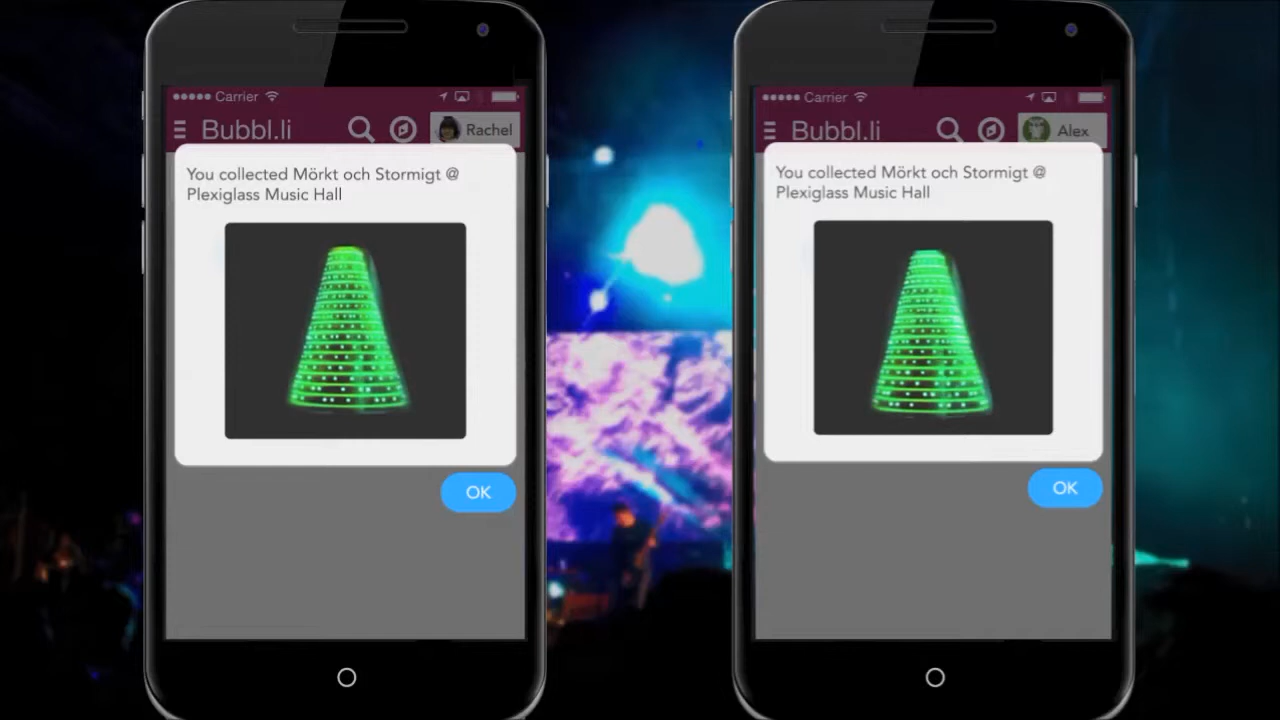 Carrier
Bubbl.li
Rachel
You collected Mörkt och Stormigt @
Plexiglass Music Hall
OK
Carrier
Bubbl.li
Alex
You collected Mörkt och Stormigt @
Plexiglass Music Hall
OK